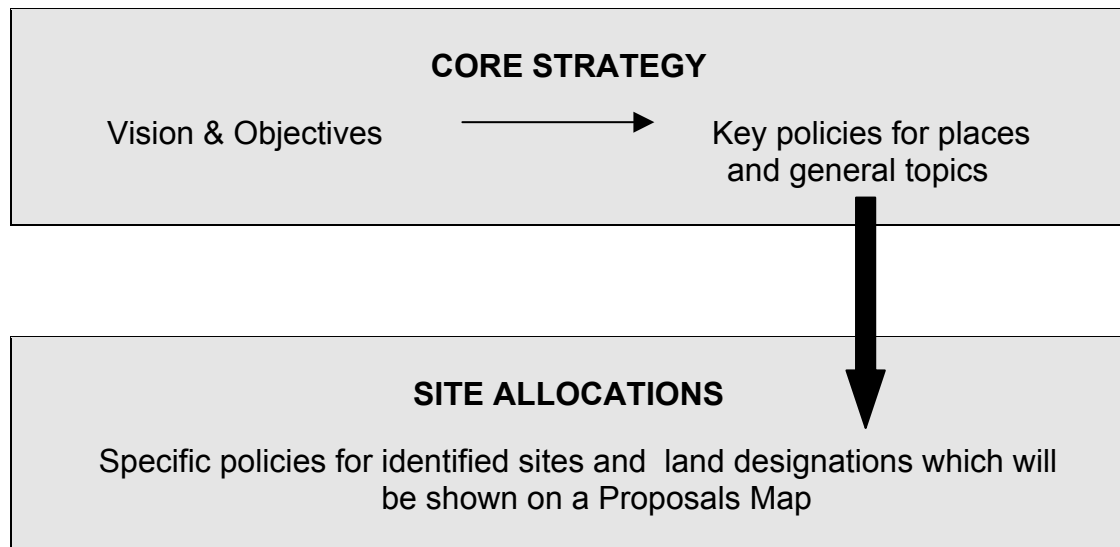 CORE STRATEGY
Vision & Objectives
Key policies for places
and general topics
SITE ALLOCATIONS
Specific policies for identified sites and land designations which will
be shown on a Proposals Map